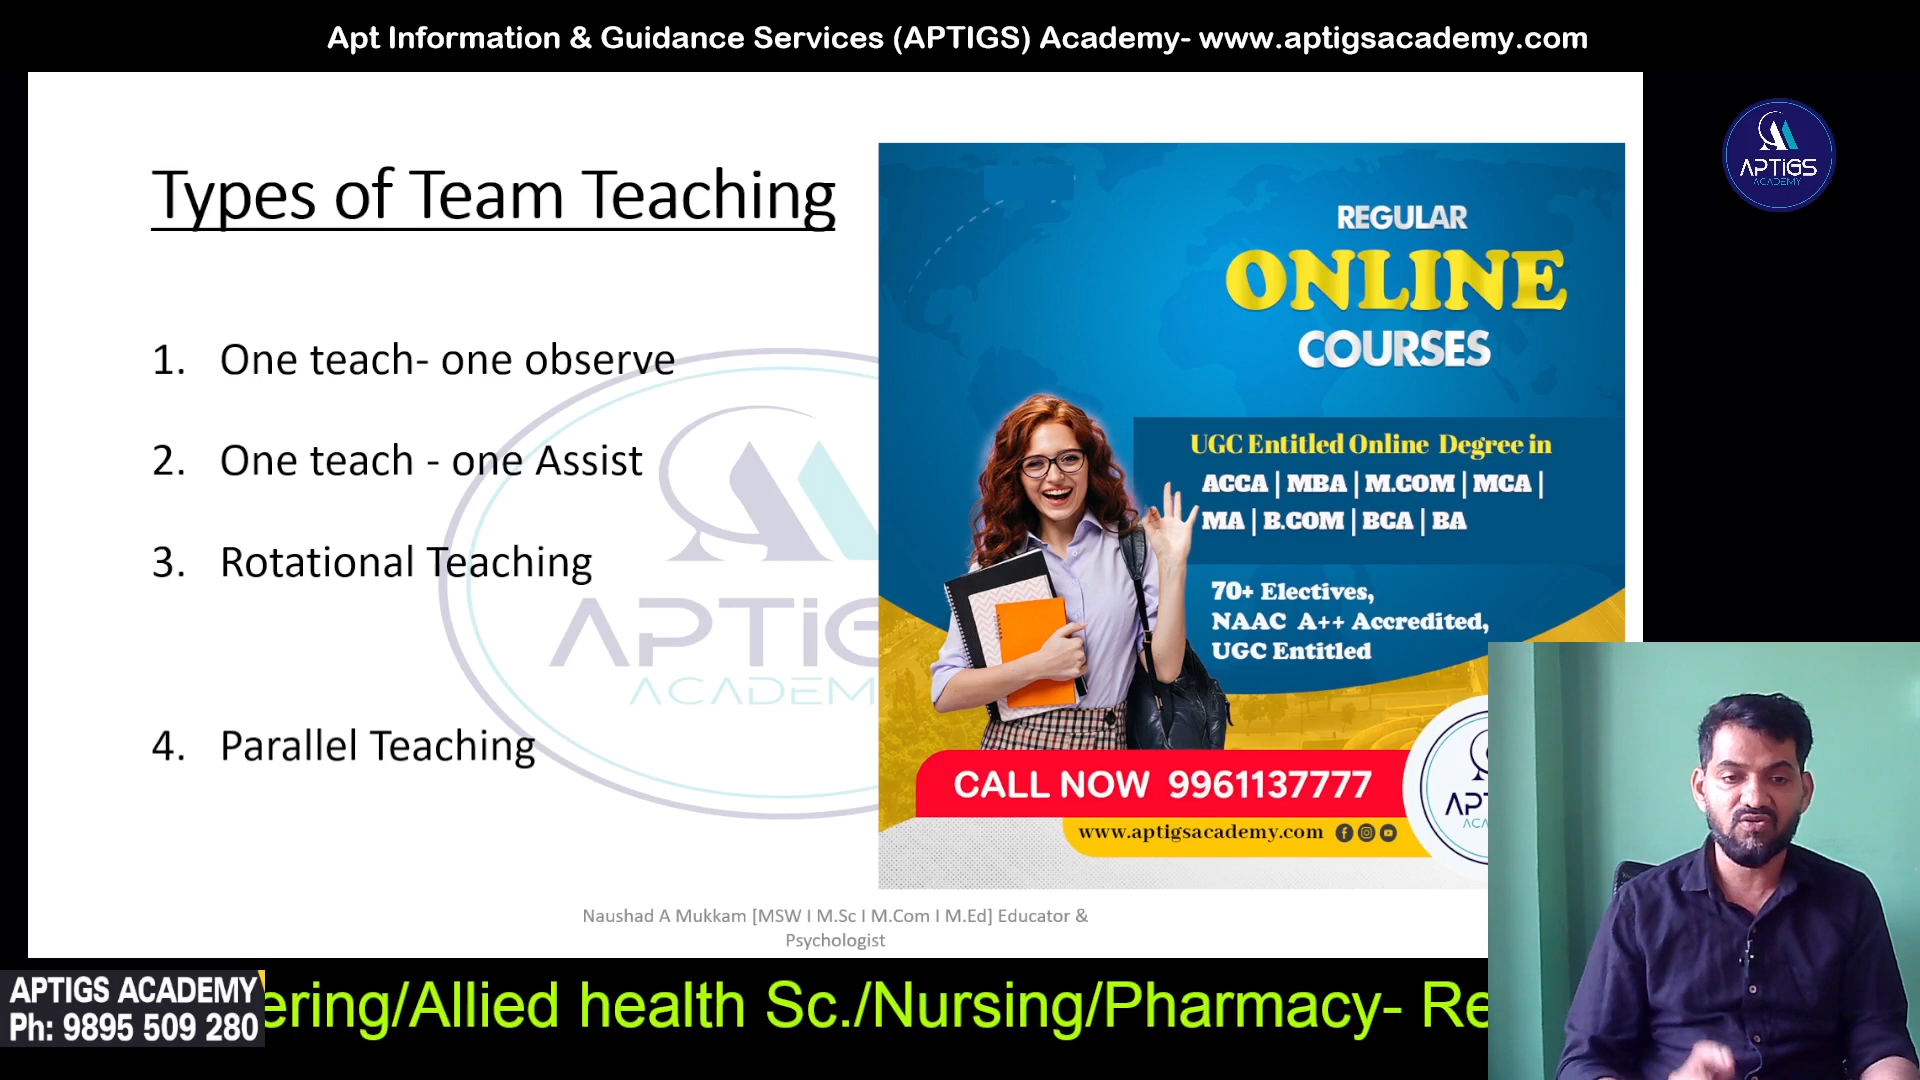 Apt Information & Guidance Services (APTIGS) Academy- www.aptigsacademy.com
APTiGS
ACADEMY
Types of Team Teaching
1. One teach- one observe
2. One teach - one Assist
3. Rotational Teaching
4. Parallel Teaching
APTiG
ACADEM
REGULAR
ONLINE
COURSES
UGC Entitled Online Degree in
ACCA | MBA | M.COM | MCA |
MA | B.COM | BCA | BA
70+ Electives,
NAAC A++ Accredited,
UGC Entitled
CALL NOW 9961137777
www.aptigsacademy.com
APT
ACA
Naushad A Mukkam [MSW I M.Sc I M.Com I M.Ed] Educator &
Psychologist
APTIGS ACADEMY
Ph: 9895 509 280
ering/Allied health Sc./Nursing/Pharmacy- Re